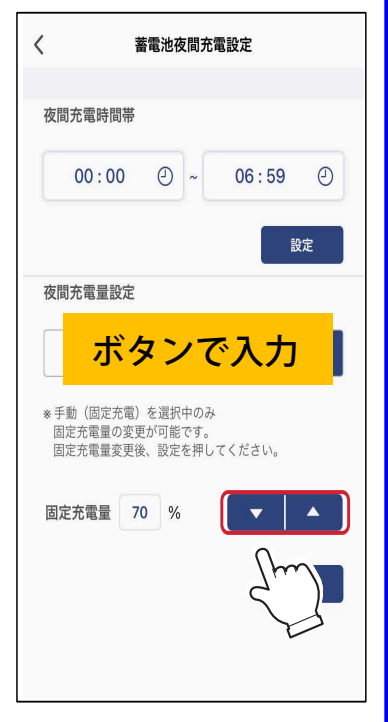 蓄電池夜間充電設定
夜間充電時間帯
00:00 ~ 06:59
設定
夜間充電量設定
ボタンで入力
※手動（固定充電）を選択中のみ
固定充電量の変更が可能です。
固定充電量変更後、設定を押してください。
固定充電量 70 % ▼ ▲